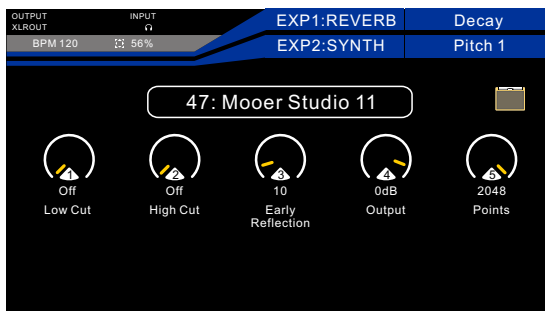 OUTPUT INPUT
XLROUT
BPM 120 56%
EXP1:REVERB Decay
EXP2:SYNTH Pitch 1
47: Mooer Studio 11
1 2 3 4 5
Off Off 10 0dB 2048
Low Cut High Cut Early Reflection Output Points